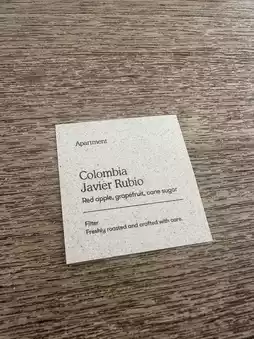 Apartment
Colombia
Javier Rubio
Red apple, grapefruit, cane sugar
Filter
Freshly roasted and crafted with care.